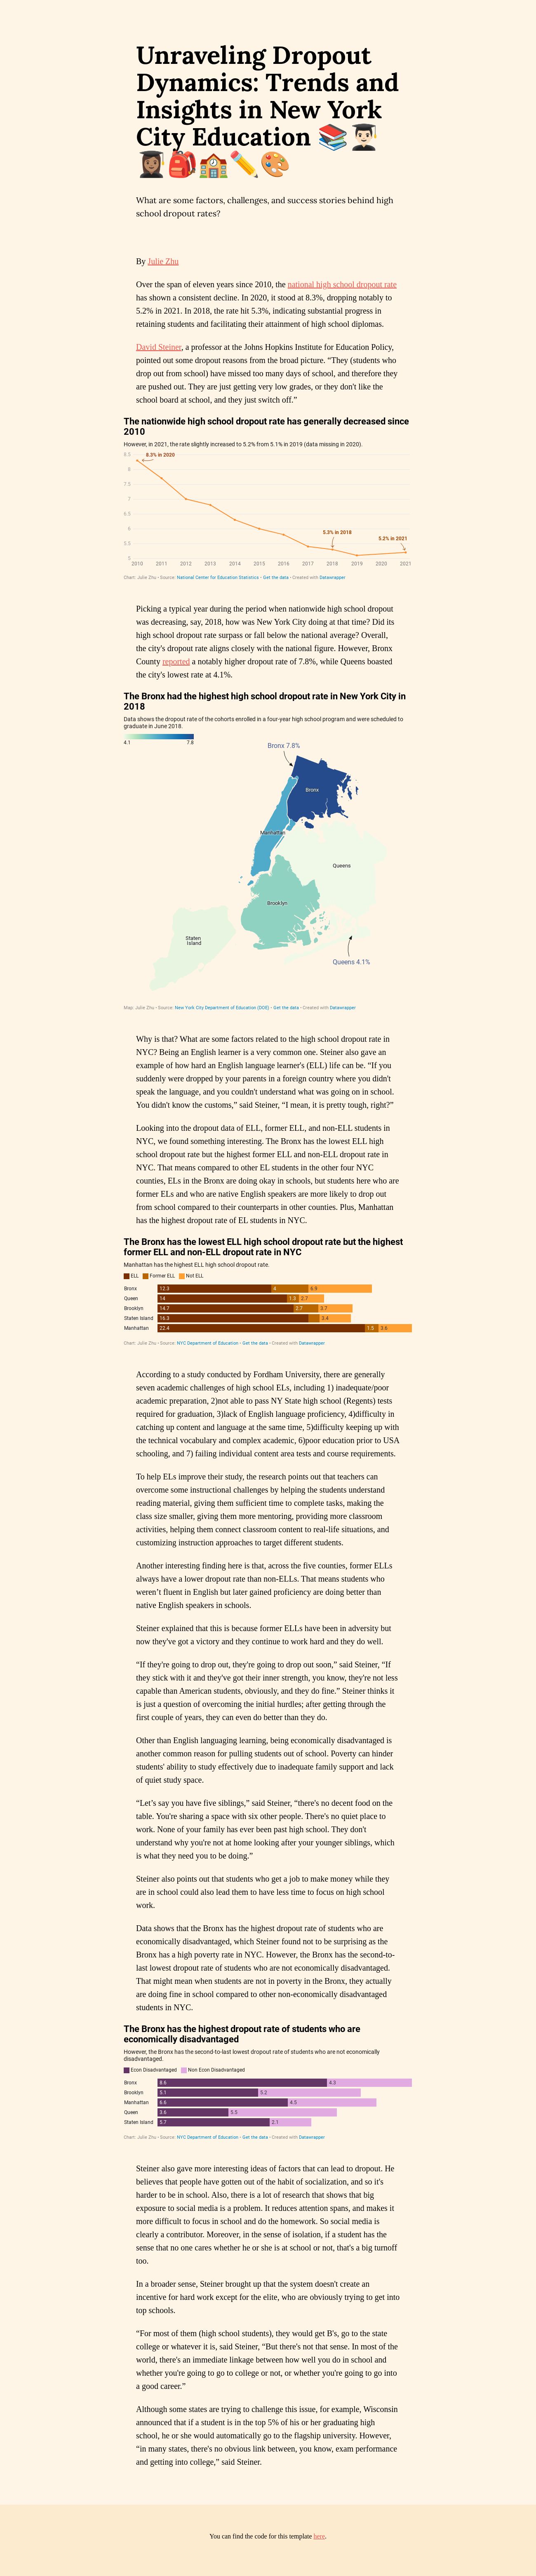 Unraveling Dropout
Dynamics: Trends and
Insights in New York
City Education
What are some factors, challenges, and success stories behind high
school dropout rates?
By Julie Zhu
Over the span of eleven years since 2010, the national high school dropout rate
has shown a consistent decline. In 2020, it stood at 8.3%, dropping notably to
5.2% in 2021. In 2018, the rate hit 5.3%, indicating substantial progress in
retaining students and facilitating their attainment of high school diplomas.
David Steiner, a professor at the Johns Hopkins Institute for Education Policy,
pointed out some dropout reasons from the broad picture. “They (students who
drop out from school) have missed too many days of school, and therefore they
are pushed out. They are just getting very low grades, or they don't like the
school board at school, and they just switch off.”
The nationwide high school dropout rate has generally decreased since
2010
However, in 2021, the rate slightly increased to 5.2% from 5.1% in 2019 (data missing in 2020).
8.5
8.3% in 2020
8
7.5
7
6.5
6
5.3% in 2018
5.2% in 2021
5.5
5
2010 2011 2012 2013 2014 2015 2016 2017 2018 2019 2020 2021
Chart: Julie Zhu • Source: National Center for Education Statistics • Get the data • Created with Datawrapper
Picking a typical year during the period when nationwide high school dropout
was decreasing, say, 2018, how was New York City doing at that time? Did its
high school dropout rate surpass or fall below the national average? Overall,
the city's dropout rate aligns closely with the national figure. However, Bronx
County reported a notably higher dropout rate of 7.8%, while Queens boasted
the city's lowest rate at 4.1%.
The Bronx had the highest high school dropout rate in New York City in
2018
Data shows the dropout rate of the cohorts enrolled in a four-year high school program and were scheduled to
graduate in June 2018.
4.1 7.8
Bronx 7.8%
Bronx
Manhattan
Queens
Brooklyn
Staten
Island
Queens 4.1%
Map: Julie Zhu • Source: New York City Department of Education (DOE) • Get the data • Created with Datawrapper
Why is that? What are some factors related to the high school dropout rate in
NYC? Being an English learner is a very common one. Steiner also gave an
example of how hard an English language learner's (ELL) life can be. “If you
suddenly were dropped by your parents in a foreign country where you didn't
speak the language, and you couldn't understand what was going on in school.
You didn't know the customs,” said Steiner, “I mean, it is pretty tough, right?”
Looking into the dropout data of ELL, former ELL, and non-ELL students in
NYC, we found something interesting. The Bronx has the lowest ELL high
school dropout rate but the highest former ELL and non-ELL dropout rate in
NYC. That means compared to other EL students in the other four NYC
counties, ELs in the Bronx are doing okay in schools, but students here who are
former ELs and who are native English speakers are more likely to drop out
from school compared to their counterparts in other counties. Plus, Manhattan
has the highest dropout rate of EL students in NYC.
The Bronx has the lowest ELL high school dropout rate but the highest
former ELL and non-ELL dropout rate in NYC
Manhattan has the highest ELL high school dropout rate.
ELL Former ELL Not ELL
Bronx 12.3 4 6.9
Queen 14 1.3 2.7
Brooklyn 14.7 2.7 3.7
Staten Island 16.3 3.4
Manhattan 22.4 1.5 3.6
Chart: Julie Zhu • Source: NYC Department of Education • Get the data • Created with Datawrapper
According to a study conducted by Fordham University, there are generally
seven academic challenges of high school ELs, including 1) inadequate/poor
academic preparation, 2)not able to pass NY State high school (Regents) tests
required for graduation, 3)lack of English language proficiency, 4)difficulty in
catching up content and language at the same time, 5)difficulty keeping up with
the technical vocabulary and complex academic, 6)poor education prior to USA
schooling, and 7) failing individual content area tests and course requirements.
To help ELs improve their study, the research points out that teachers can
overcome some instructional challenges by helping the students understand
reading material, giving them sufficient time to complete tasks, making the
class size smaller, giving them more mentoring, providing more classroom
activities, helping them connect classroom content to real-life situations, and
customizing instruction approaches to target different students.
Another interesting finding here is that, across the five counties, former ELLs
always have a lower dropout rate than non-ELLs. That means students who
weren’t fluent in English but later gained proficiency are doing better than
native English speakers in schools.
Steiner explained that this is because former ELLs have been in adversity but
now they've got a victory and they continue to work hard and they do well.
“If they're going to drop out, they're going to drop out soon,” said Steiner, “If
they stick with it and they've got their inner strength, you know, they're not less
capable than American students, obviously, and they do fine.” Steiner thinks it
is just a question of overcoming the initial hurdles; after getting through the
first couple of years, they can even do better than they do.
Other than English languaging learning, being economically disadvantaged is
another common reason for pulling students out of school. Poverty can hinder
students' ability to study effectively due to inadequate family support and lack
of quiet study space.
“Let’s say you have five siblings,” said Steiner, “there's no decent food on the
table. You're sharing a space with six other people. There's no quiet place to
work. None of your family has ever been past high school. They don't
understand why you're not at home looking after your younger siblings, which
is what they need you to be doing.”
Steiner also points out that students who get a job to make money while they
are in school could also lead them to have less time to focus on high school
work.
Data shows that the Bronx has the highest dropout rate of students who are
economically disadvantaged, which Steiner found not to be surprising as the
Bronx has a high poverty rate in NYC. However, the Bronx has the second-to-
last lowest dropout rate of students who are not economically disadvantaged.
That might mean when students are not in poverty in the Bronx, they actually
are doing fine in school compared to other non-economically disadvantaged
students in NYC.
The Bronx has the highest dropout rate of students who are
economically disadvantaged
However, the Bronx has the second-to-last lowest dropout rate of students who are not economically
disadvantaged.
Econ Disadvantaged Non Econ Disadvantaged
Bronx 8.6 4.3
Brooklyn 5.1 5.2
Manhattan 6.6 4.5
Queen 3.6 5.5
Staten Island 5.7 2.1
Chart: Julie Zhu • Source: NYC Department of Education • Get the data • Created with Datawrapper
Steiner also gave more interesting ideas of factors that can lead to dropout. He
believes that people have gotten out of the habit of socialization, and so it's
harder to be in school. Also, there is a lot of research that shows that big
exposure to social media is a problem. It reduces attention spans, and makes it
more difficult to focus in school and do the homework. So social media is
clearly a contributor. Moreover, in the sense of isolation, if a student has the
sense that no one cares whether he or she is at school or not, that's a big turnoff
too.
In a broader sense, Steiner brought up that the system doesn't create an
incentive for hard work except for the elite, who are obviously trying to get into
top schools.
“For most of them (high school students), they would get B's, go to the state
college or whatever it is, said Steiner, “But there's not that sense. In most of the
world, there's an immediate linkage between how well you do in school and
whether you're going to go to college or not, or whether you're going to go into
a good career.”
Although some states are trying to challenge this issue, for example, Wisconsin
announced that if a student is in the top 5% of his or her graduating high
school, he or she would automatically go to the flagship university. However,
“in many states, there's no obvious link between, you know, exam performance
and getting into college,” said Steiner.
You can find the code for this template here.